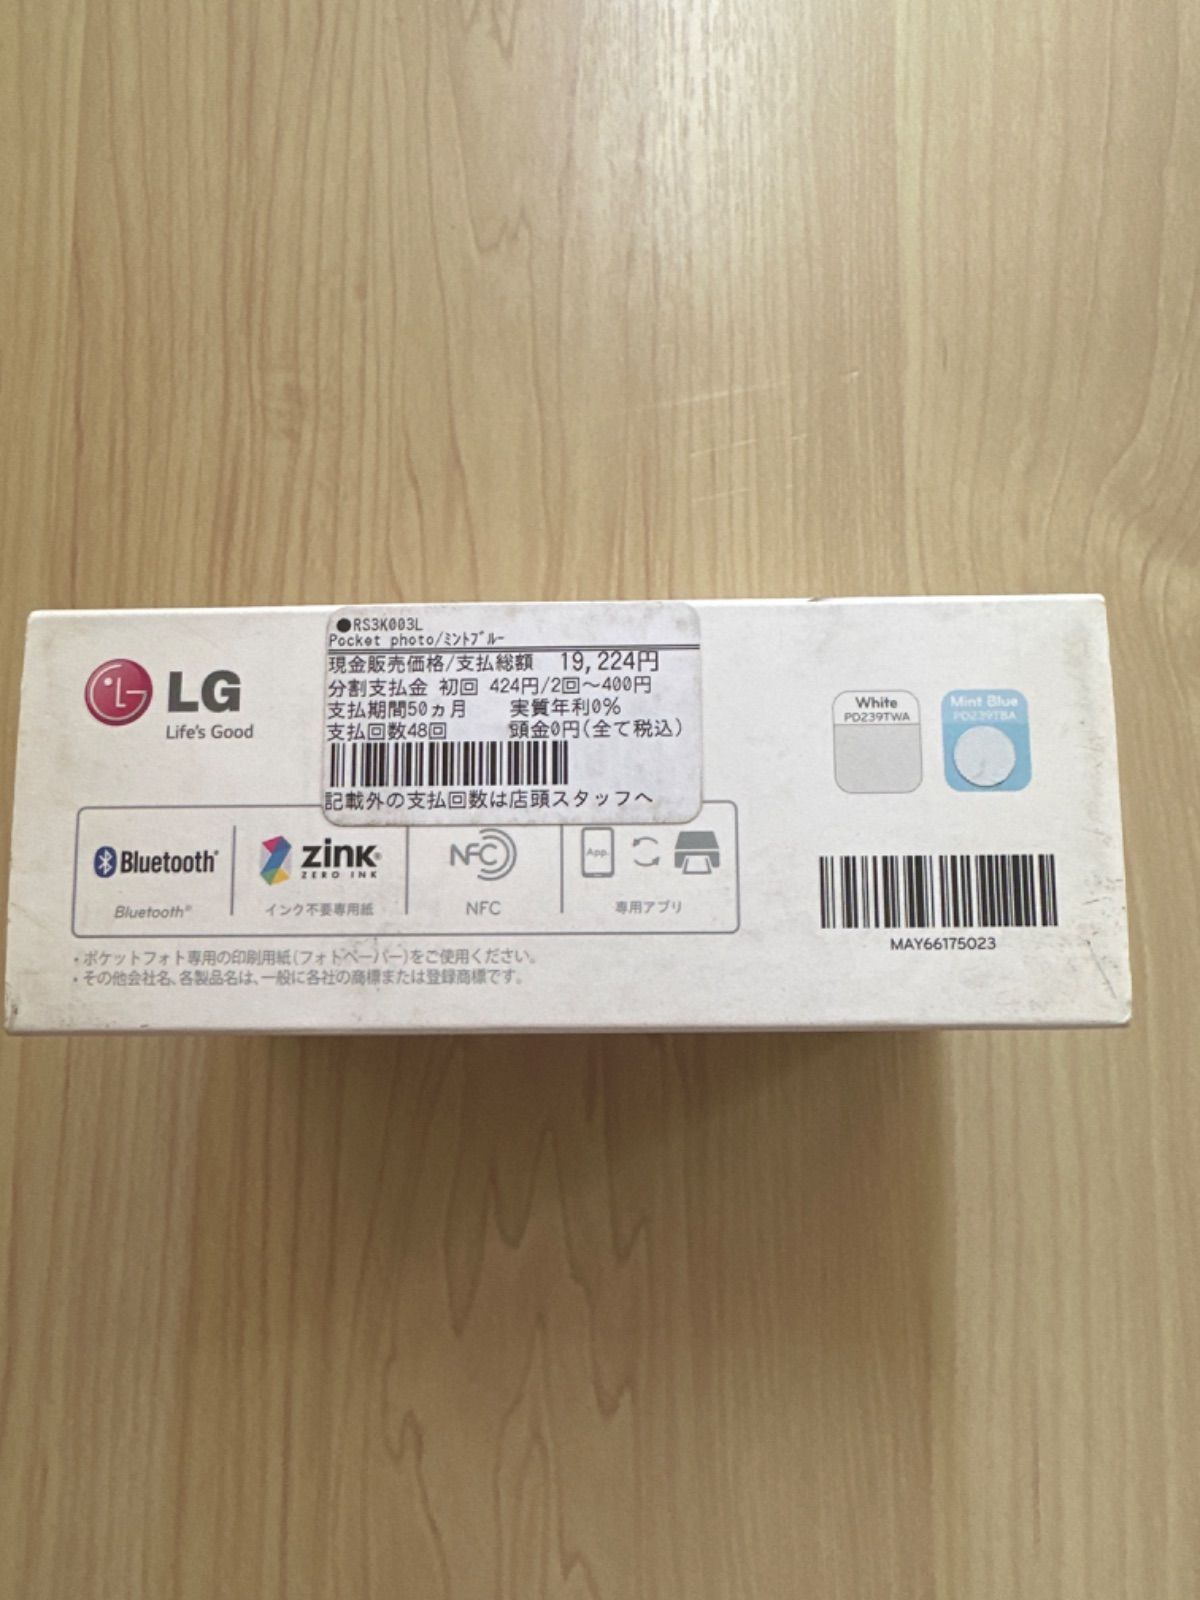 ●RS3K003L
Pocket photo/ﾐﾝﾄﾌﾞﾙｰ
現金販売価格/支払総額 19,224円
分割支払金 初回 424円/2回〜400円
支払期間50ヵ月 実質年利0%
支払回数48回 頭金0円(全て税込)
記載外の支払回数は店頭スタッフへ
LG
Life's Good
White
PD239TWA
Mint Blue
PD239TBA
Bluetooth®
Bluetooth®
ZINK®
ZERO INK
インク不要専用紙
NFC
NFC
App.
専用アプリ
MAY66175023
・ポケットフォト専用の印刷用紙(フォトペーパー)をご使用ください。
・その他会社名、各製品名は、一般に各社の商標または登録商標です。